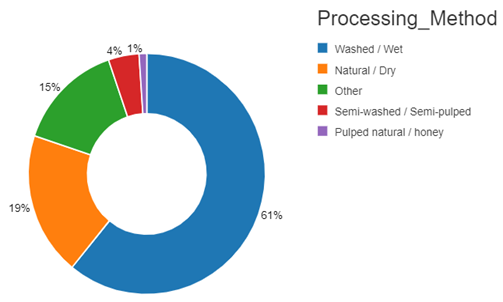 Processing_Method
Washed / Wet
Natural / Dry
Other
Semi-washed / Semi-pulped
Pulped natural / honey
4% 1%
15%
19%
61%